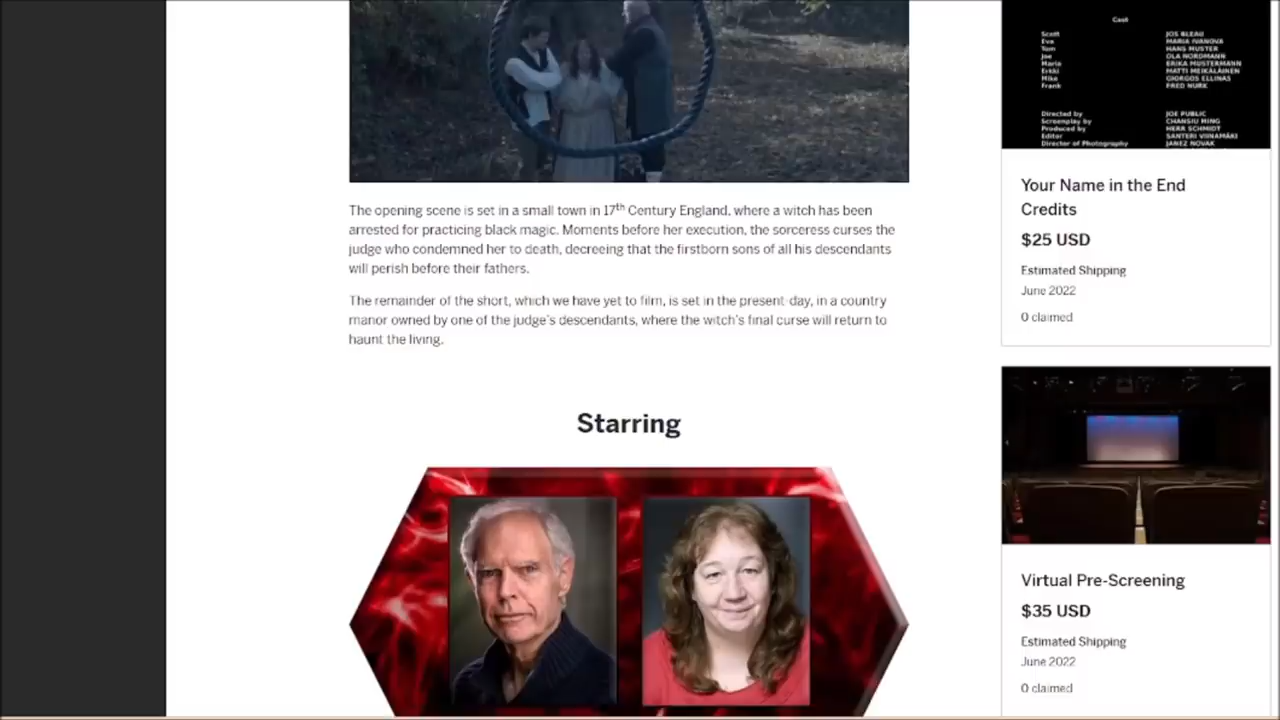 The opening scene is set in a small town in 17th Century England, where a witch has been
arrested for practicing black magic. Moments before her execution, the sorceress curses the
judge who condemned her to death, decreeing that the firstborn sons of all his descendants
will perish before their fathers.
The remainder of the short, which we have yet to film, is set in the present-day, in a country
manor owned by one of the judge's descendants, where the witch's final curse will return to
haunt the living.
Starring
Cast
Scott JOS BLEAU
Eva MARIA IVANOVA
Tom HANS MUSTER
Joe OLA NORDMANN
Maria ERIKA MUSTERMANN
Erkki MATTI MEIKÄLÄINEN
Mike GIORGOS ELLINAS
Frank FRED NURK
Directed by JOE PUBLIC
Screenplay by CHANSIU MING
Produced by HERR SCHMIDT
Editor SANTERI VIINAMÄKI
Director of Photography JANEZ NOVAK
Your Name in the End
Credits
$25 USD
Estimated Shipping
June 2022
0 claimed
Virtual Pre-Screening
$35 USD
Estimated Shipping
June 2022
0 claimed